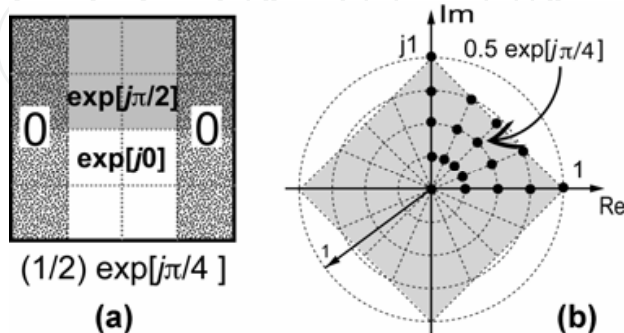 Im
j1
0.5 exp[jπ/4]
exp[jπ/2]
0
0
exp[j0]
1
Re
1
(1/2) exp[jπ/4 ]
(a)
(b)